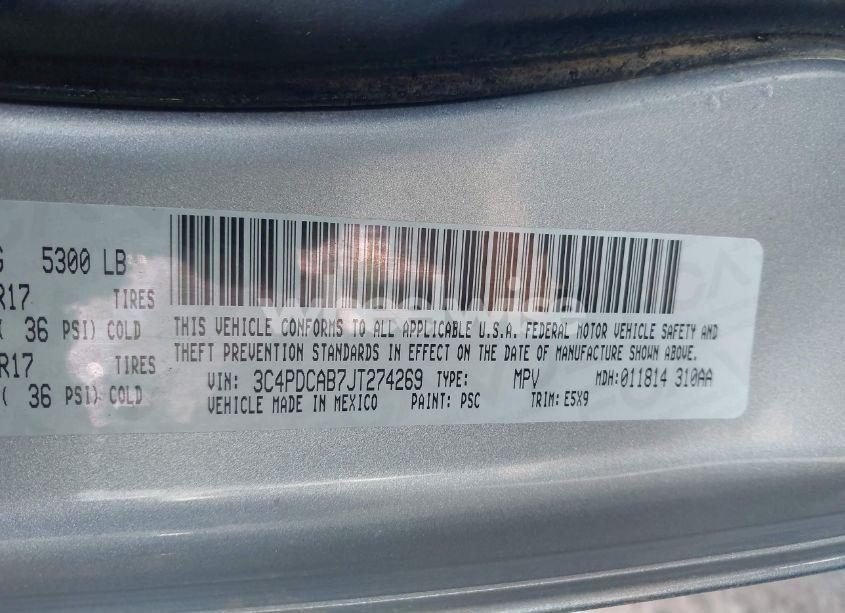 G 5300 LB
R17 TIRES
( 36 PSI) COLD
R17 TIRES
( 36 PSI) COLD
THIS VEHICLE CONFORMS TO ALL APPLICABLE U.S.A. FEDERAL MOTOR VEHICLE SAFETY AND
THEFT PREVENTION STANDARDS IN EFFECT ON THE DATE OF MANUFACTURE SHOWN ABOVE.
VIN: 3C4PDCAB7JT274269 TYPE: MPV MDH:011814 310AA
VEHICLE MADE IN MEXICO PAINT: PSC TRIM: E5X9